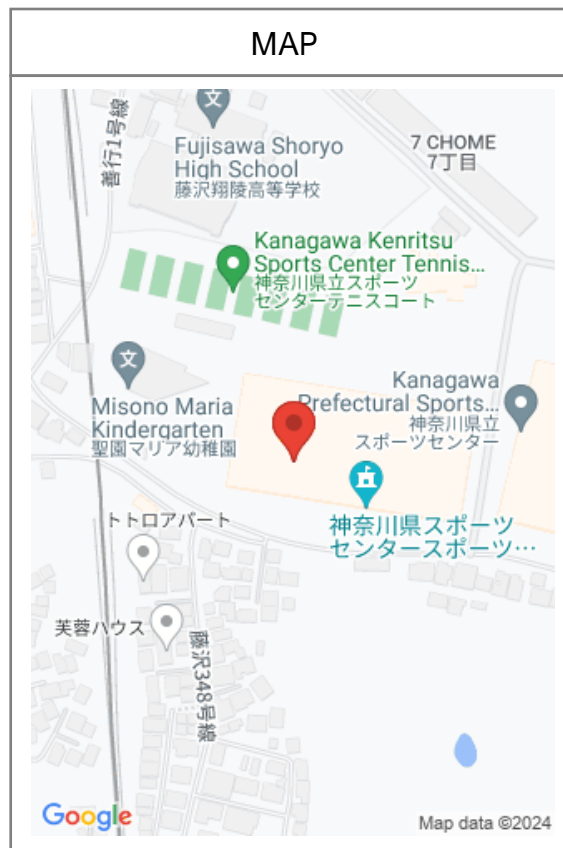 MAP
文
善行1号線
Fujisawa Shoryo
High School
藤沢翔陵高等学校
7 CHOME
7丁目
Kanagawa Kenritsu
Sports Center Tennis...
神奈川県立スポーツ
センターテニスコート
文
Misono Maria
Kindergarten
聖園マリア幼稚園
Kanagawa
Prefectural Sports...
神奈川県立
スポーツセンター
文
神奈川県スポーツ
センタースポーツ…
トトロアパート
芙蓉ハウス
藤沢348号線
Google
Map data ©2024